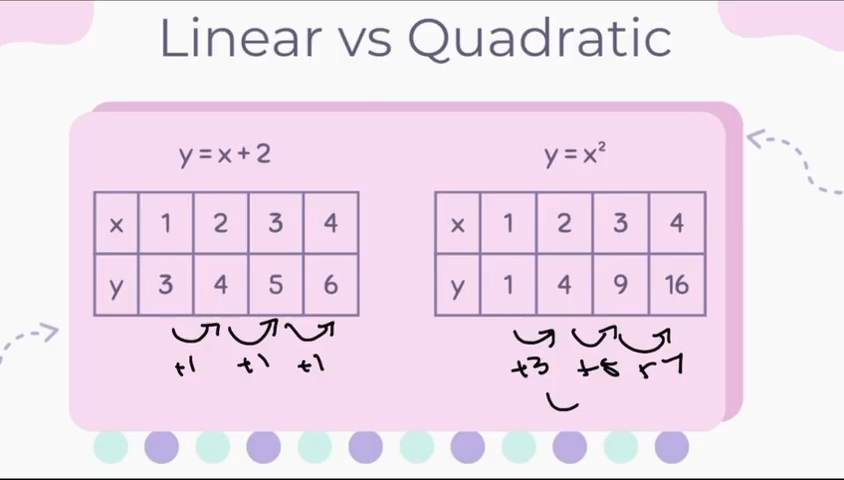 Linear vs Quadratic
y = x + 2
x 1 2 3 4
y 3 4 5 6
+1 +1 +1
y = x²
x 1 2 3 4
y 1 4 9 16
+3 +5